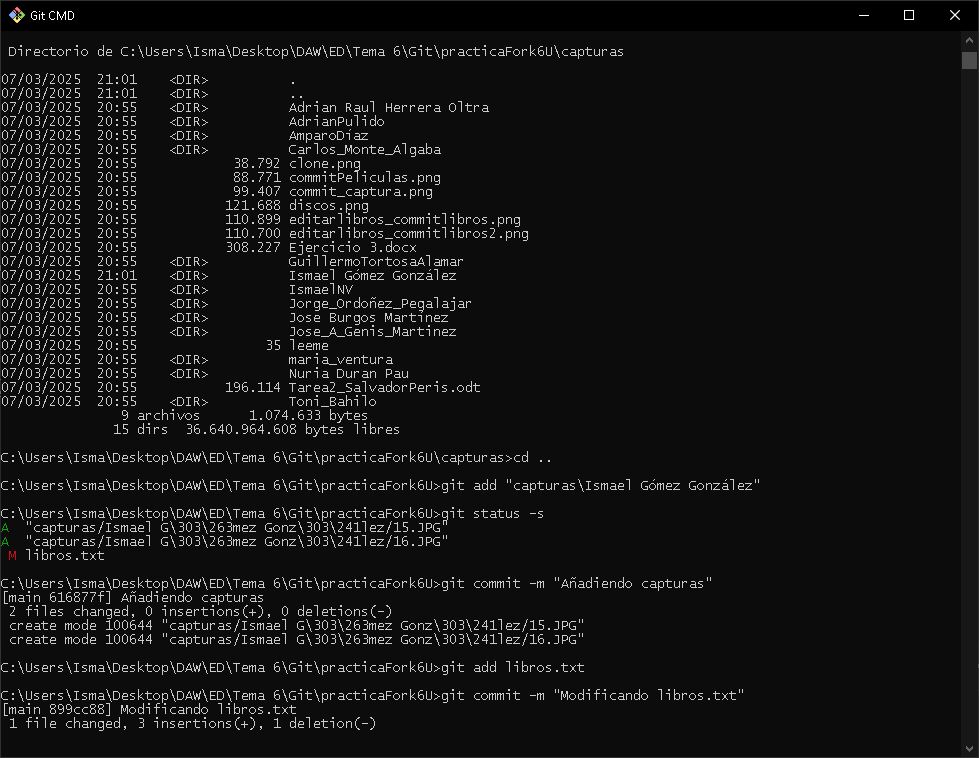 Git CMD
Directorio de C:\Users\Isma\Desktop\DAW\ED\Tema 6\Git\practicaFork6U\capturas
07/03/2025  21:01    <DIR>          .
07/03/2025  21:01    <DIR>          ..
07/03/2025  20:55    <DIR>          Adrian Raul Herrera Oltra
07/03/2025  20:55    <DIR>          AdrianPulido
07/03/2025  20:55    <DIR>          AmparoDíaz
07/03/2025  20:55    <DIR>          Carlos_Monte_Algaba
07/03/2025  20:55            38.792 clone.png
07/03/2025  20:55            88.771 commitPeliculas.png
07/03/2025  20:55            99.407 commit_captura.png
07/03/2025  20:55           121.688 discos.png
07/03/2025  20:55           110.899 editarlibros_commitlibros.png
07/03/2025  20:55           110.700 editarlibros_commitlibros2.png
07/03/2025  20:55           308.227 Ejercicio 3.docx
07/03/2025  20:55    <DIR>          GuillermoTortosaAlamar
07/03/2025  21:01    <DIR>          Ismael Gómez González
07/03/2025  20:55    <DIR>          IsmaelNV
07/03/2025  20:55    <DIR>          Jorge_Ordoñez_Pegalajar
07/03/2025  20:55    <DIR>          Jose Burgos Martínez
07/03/2025  20:55    <DIR>          Jose_A_Genis_Martinez
07/03/2025  20:55                35 leeme
07/03/2025  20:55    <DIR>          maria_ventura
07/03/2025  20:55    <DIR>          Nuria Duran Pau
07/03/2025  20:55           196.114 Tarea2_SalvadorPeris.odt
07/03/2025  20:55    <DIR>          Toni_Bahilo
9 archivos      1.074.633 bytes
15 dirs  36.640.964.608 bytes libres
C:\Users\Isma\Desktop\DAW\ED\Tema 6\Git\practicaFork6U\capturas>cd ..
C:\Users\Isma\Desktop\DAW\ED\Tema 6\Git\practicaFork6U>git add "capturas\Ismael Gómez González"
C:\Users\Isma\Desktop\DAW\ED\Tema 6\Git\practicaFork6U>git status -s
A  "capturas/Ismael G\303\263mez Gonz\303\241lez/15.JPG"
A  "capturas/Ismael G\303\263mez Gonz\303\241lez/16.JPG"
M libros.txt
C:\Users\Isma\Desktop\DAW\ED\Tema 6\Git\practicaFork6U>git commit -m "Añadiendo capturas"
[main 616877f] Añadiendo capturas
2 files changed, 0 insertions(+), 0 deletions(-)
create mode 100644 "capturas/Ismael G\303\263mez Gonz\303\241lez/15.JPG"
create mode 100644 "capturas/Ismael G\303\263mez Gonz\303\241lez/16.JPG"
C:\Users\Isma\Desktop\DAW\ED\Tema 6\Git\practicaFork6U>git add libros.txt
C:\Users\Isma\Desktop\DAW\ED\Tema 6\Git\practicaFork6U>git commit -m "Modificando libros.txt"
[main 899cc88] Modificando libros.txt
1 file changed, 3 insertions(+), 1 deletion(-)